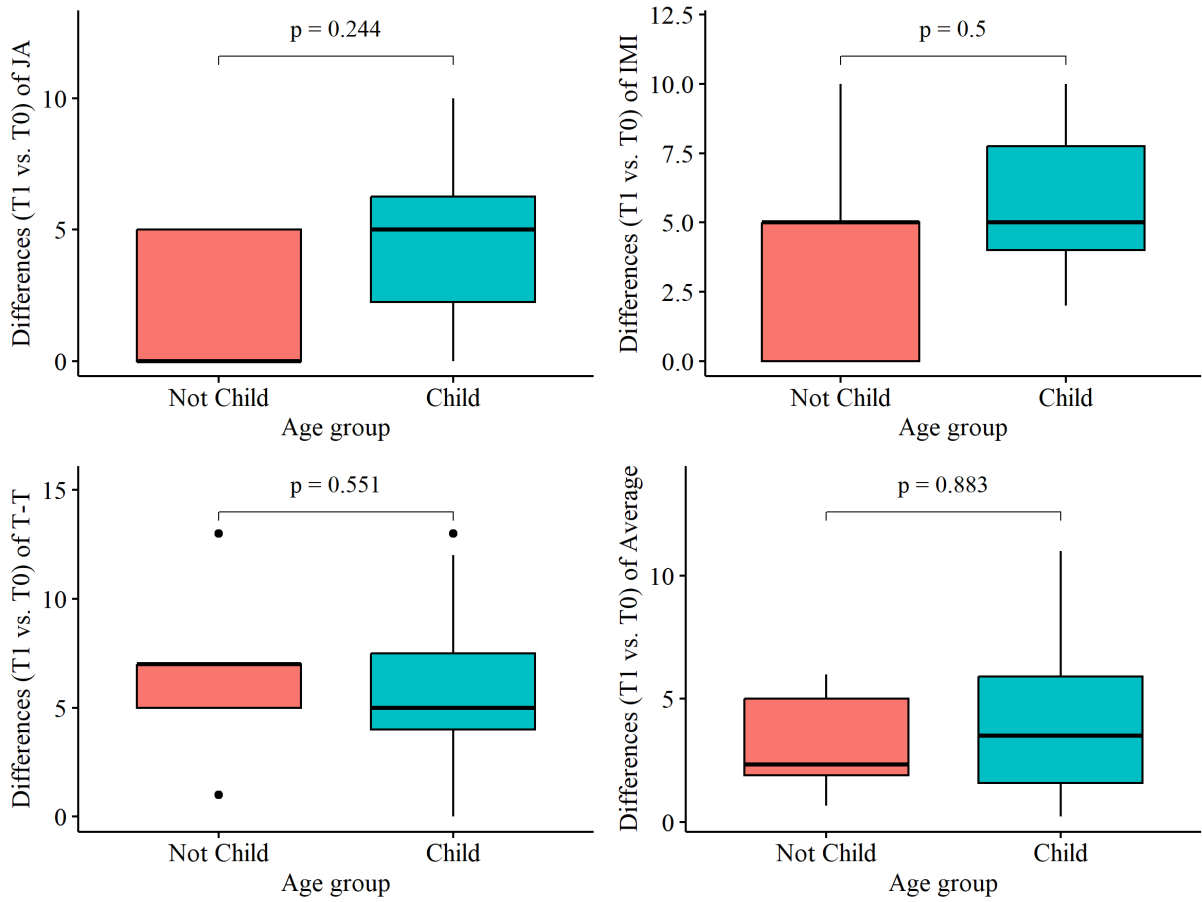 Differences (T1 vs. T0) of JA
p = 0.244
10
5
0
Not Child
Child
Age group
Differences (T1 vs. T0) of IMI
p = 0.5
12.5
10.0
7.5
5.0
2.5
0.0
Not Child
Child
Age group
Differences (T1 vs. T0) of T-T
p = 0.551
15
10
5
0
Not Child
Child
Age group
Differences (T1 vs. T0) of Average
p = 0.883
10
5
0
Not Child
Child
Age group